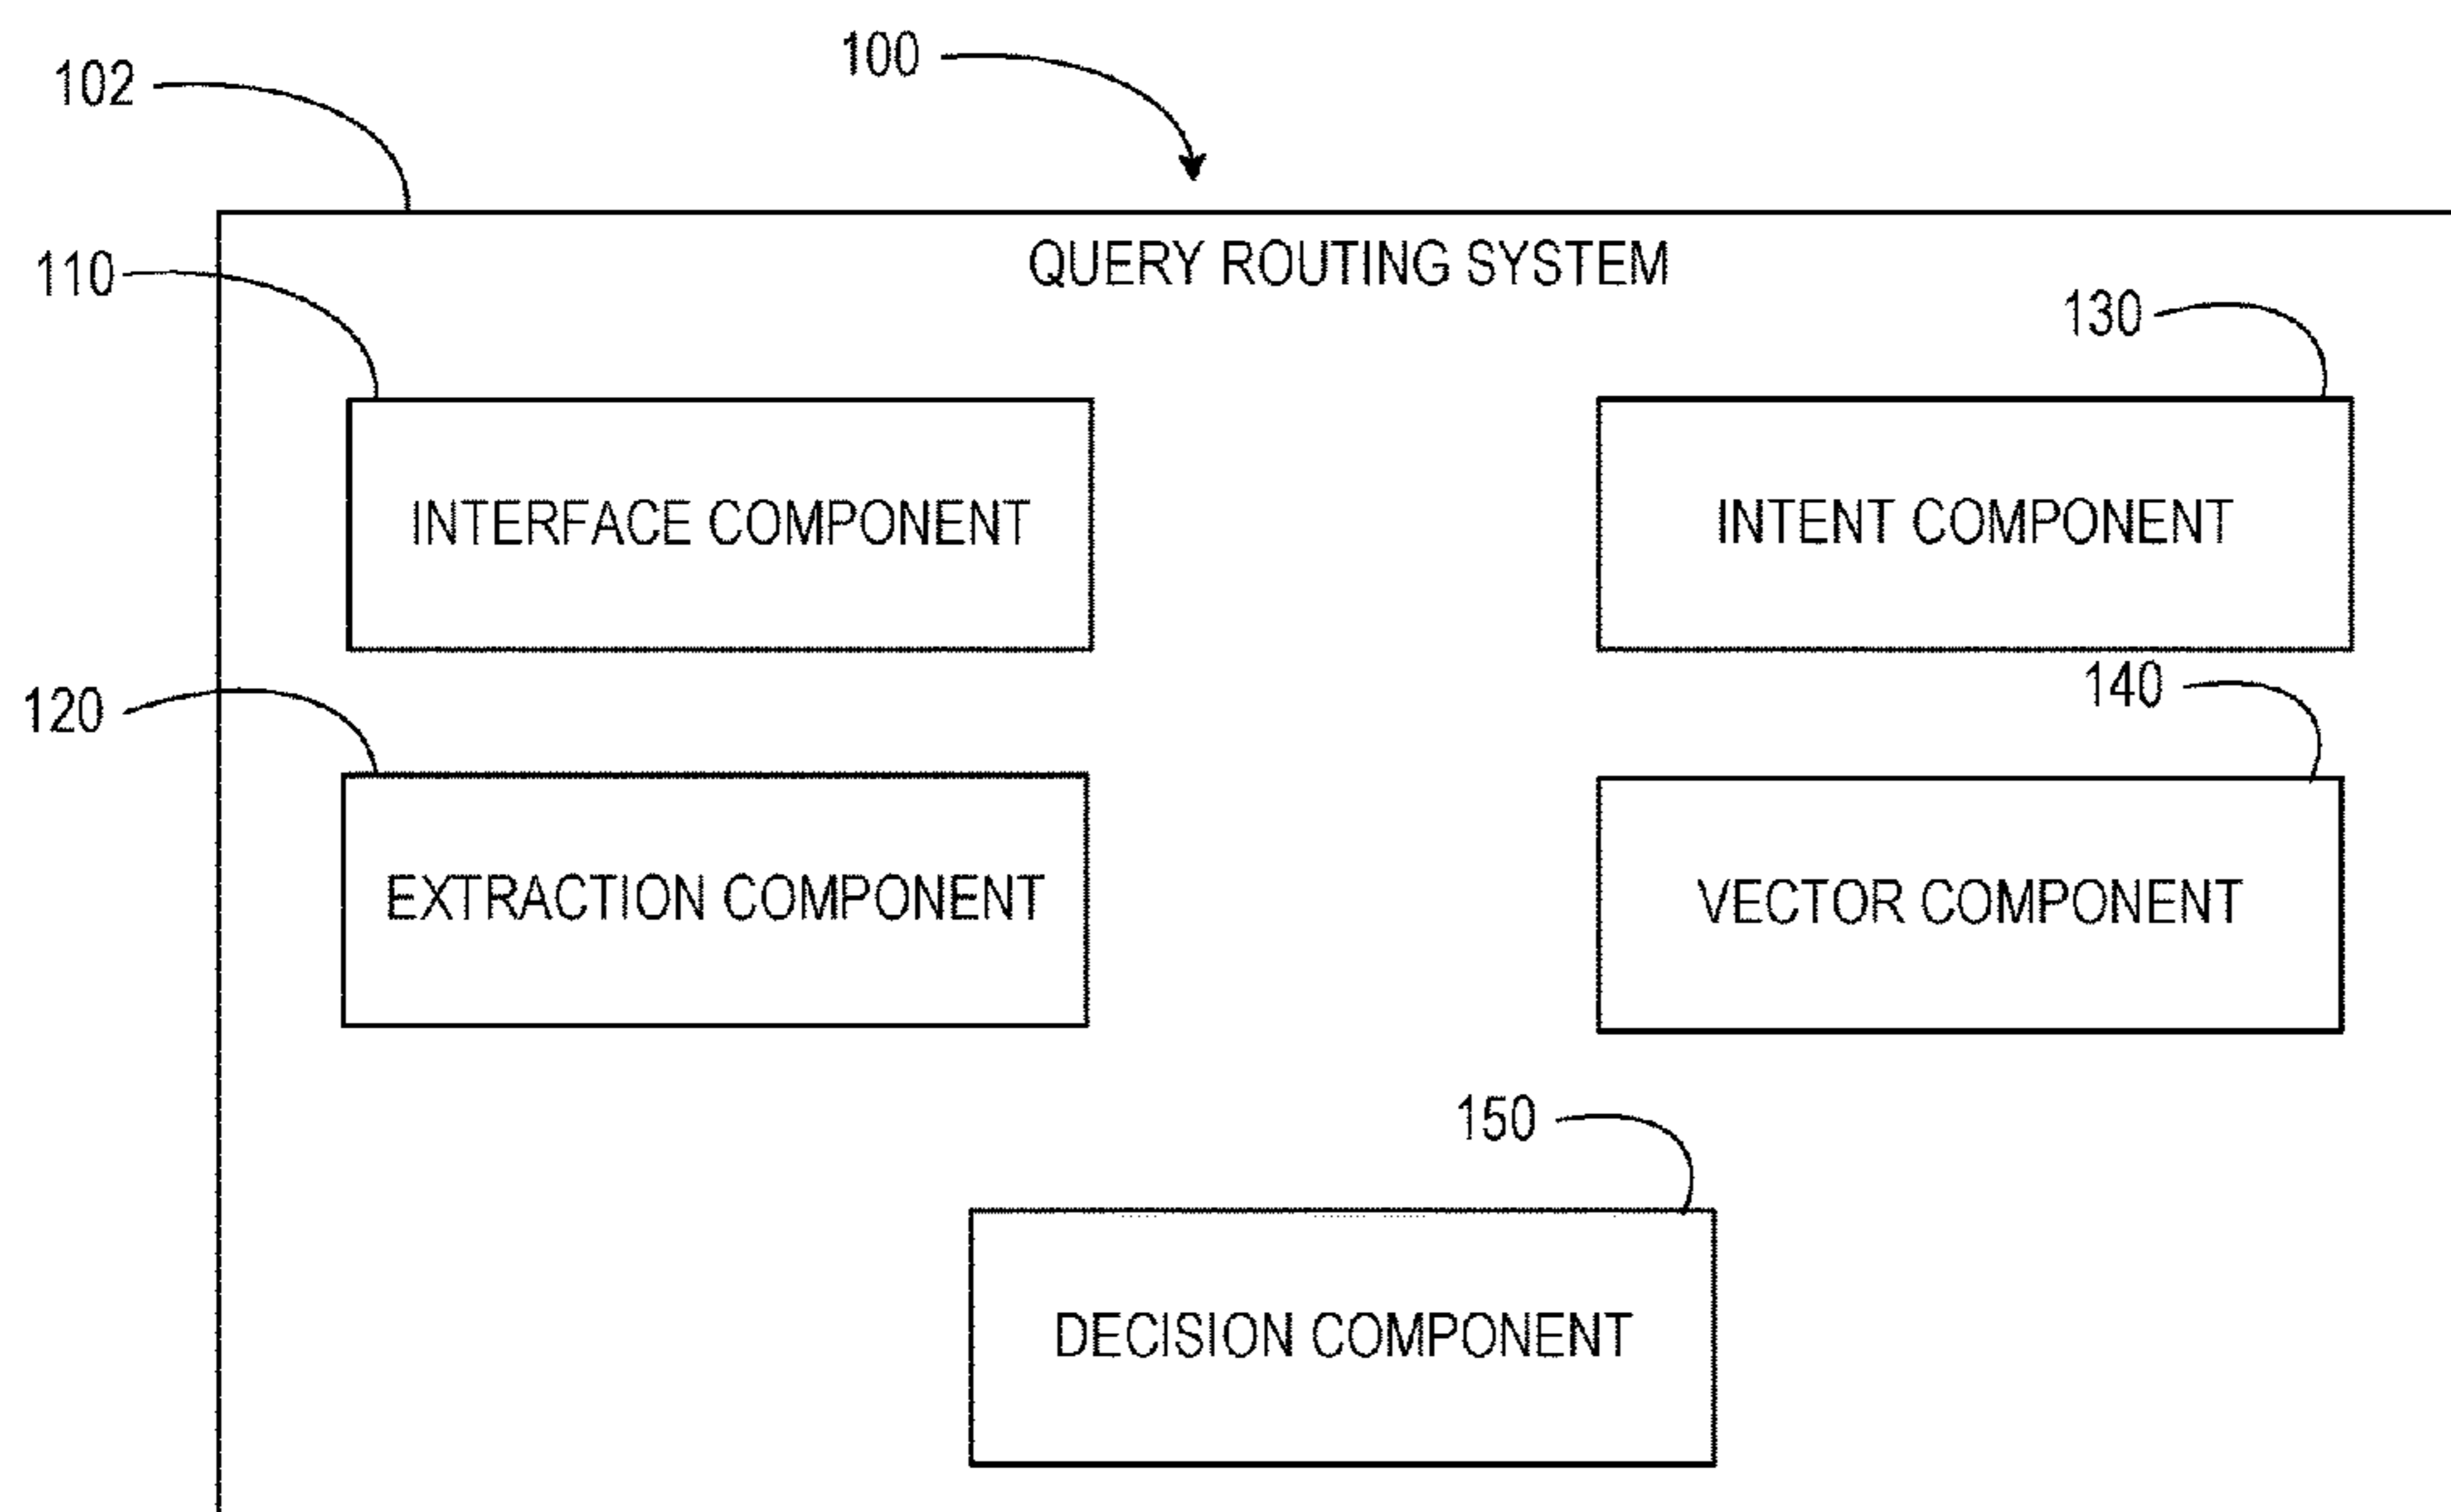 100
102
QUERY ROUTING SYSTEM
110
130
INTERFACE COMPONENT
INTENT COMPONENT
120
140
EXTRACTION COMPONENT
VECTOR COMPONENT
150
DECISION COMPONENT